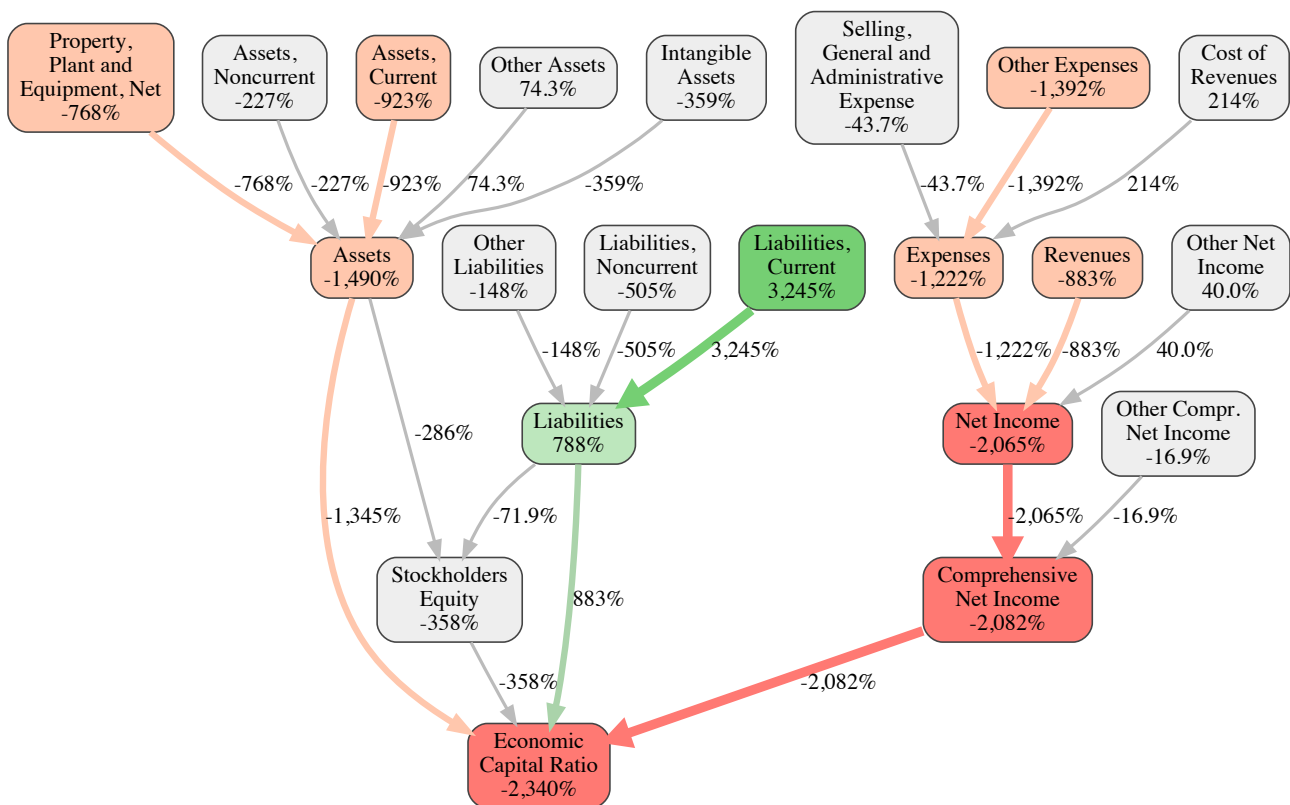 Property,
Plant and
Equipment, Net
-768%
Assets,
Noncurrent
-227%
Assets,
Current
-923%
Other Assets
74.3%
Intangible
Assets
-359%
Selling,
General and
Administrative
Expense
-43.7%
Other Expenses
-1,392%
Cost of
Revenues
214%
-768%
-227%
-923%
74.3%
-359%
-43.7%
-1,392%
214%
Assets
-1,490%
Other
Liabilities
-148%
Liabilities,
Noncurrent
-505%
Liabilities,
Current
3,245%
Expenses
-1,222%
Revenues
-883%
Other Net
Income
40.0%
-148%
-505%
3,245%
-1,222%
-883%
40.0%
-286%
Liabilities
788%
Net Income
-2,065%
Other Compr.
Net Income
-16.9%
-1,345%
-71.9%
883%
-2,065%
-16.9%
Stockholders
Equity
-358%
Comprehensive
Net Income
-2,082%
-358%
-2,082%
Economic
Capital Ratio
-2,340%